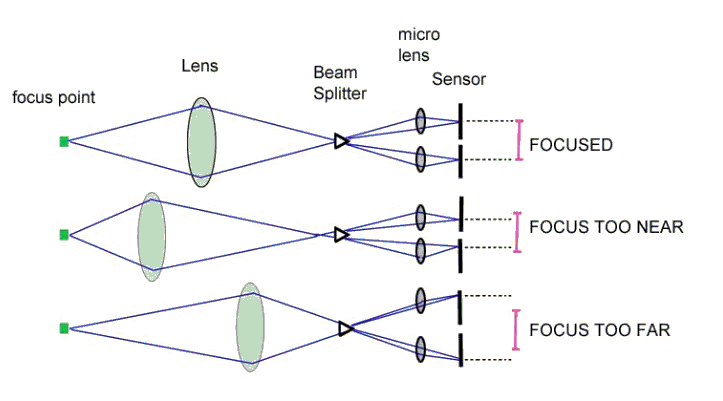 micro
lens
Lens
Beam
Splitter
Sensor
focus point
FOCUSED
FOCUS TOO NEAR
FOCUS TOO FAR